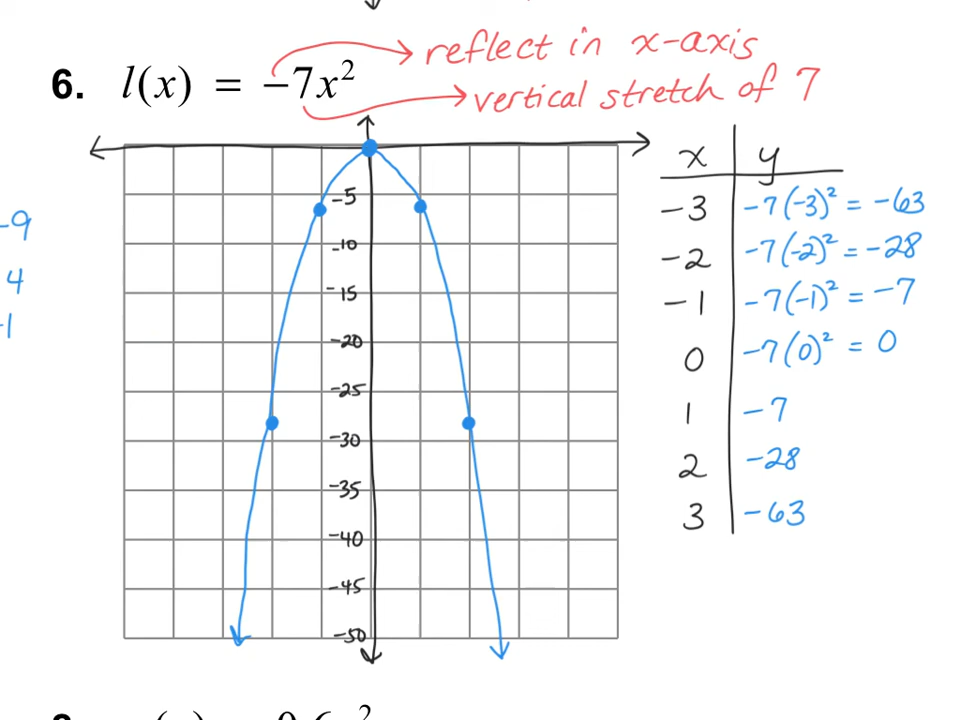 reflect in x-axis
6. l(x) = −7x²
vertical stretch of 7
x y
-3 -7(-3)² = -63
-2 -7(-2)² = -28
-1 -7(-1)² = -7
0 -7(0)² = 0
1 -7
2 -28
3 -63
-5
-10
-15
-20
-25
-30
-35
-40
-45
-50
-9
4